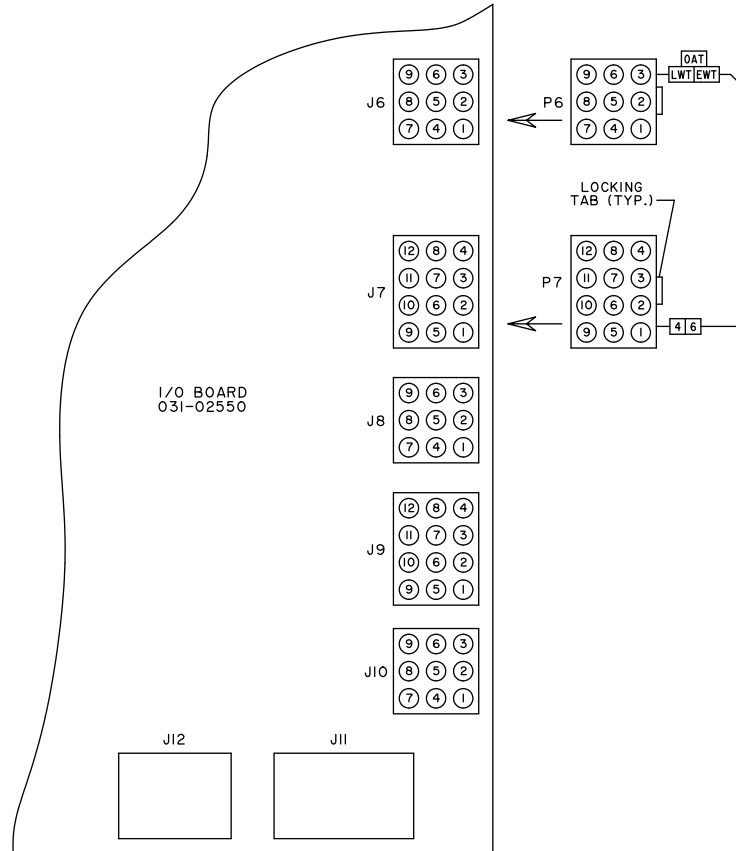 J6
9 6 3
8 5 2
7 4 1
P6
9 6 3
8 5 2
7 4 1
OAT
LWT EWT
LOCKING
TAB (TYP.)
J7
12 8 4
11 7 3
10 6 2
9 5 1
P7
12 8 4
11 7 3
10 6 2
9 5 1
4 6
I/O BOARD
031-02550
J8
9 6 3
8 5 2
7 4 1
J9
12 8 4
11 7 3
10 6 2
9 5 1
J10
9 6 3
8 5 2
7 4 1
J12
J11